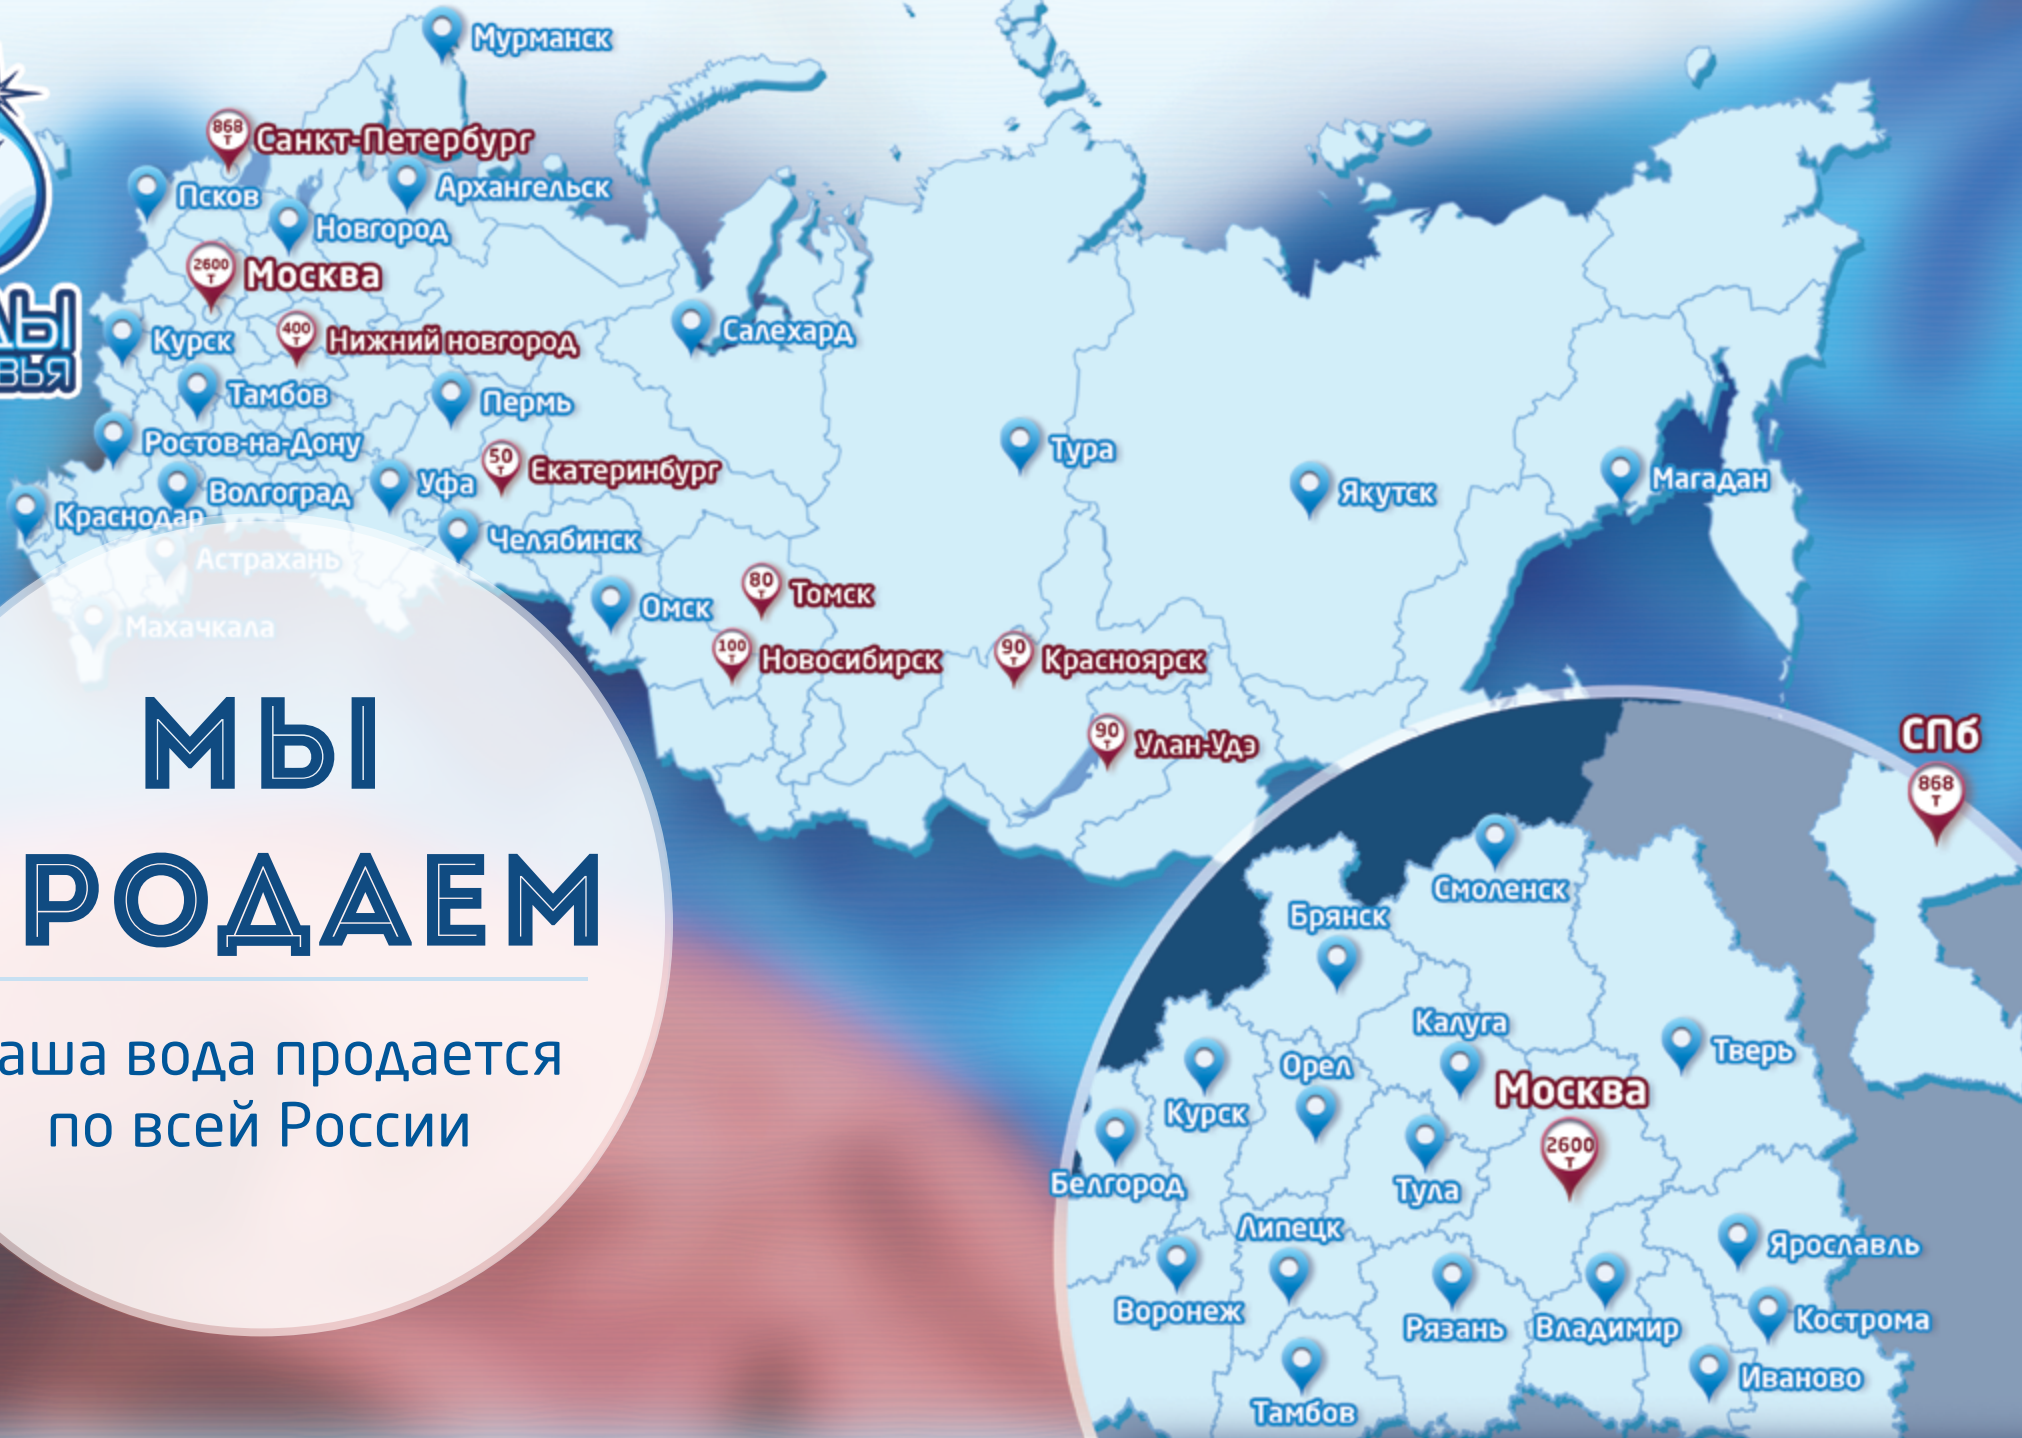 Мурманск
868
т
Санкт-Петербург
Псков
Архангельск
Новгород
2600
т
Москва
Курск
400
т
Нижний новгород
Салехард
Тамбов
Пермь
Ростов-на-Дону
Тура
50
т
Екатеринбург
Волгоград
Уфа
Якутск
Магадан
Краснодар
Челябинск
Астрахань
80
т
Томск
Омск
Махачкала
100
т
Новосибирск
90
т
Красноярск
90
т
Улан-Удэ
МЫ
РОДАЕМ
аша вода продается
по всей России
СПб
868
т
Смоленск
Брянск
Калуга
Тверь
Орел
Москва
2600
т
Курск
Белгород
Тула
Липецк
Ярославль
Воронеж
Рязань
Владимир
Кострома
Иваново
Тамбов